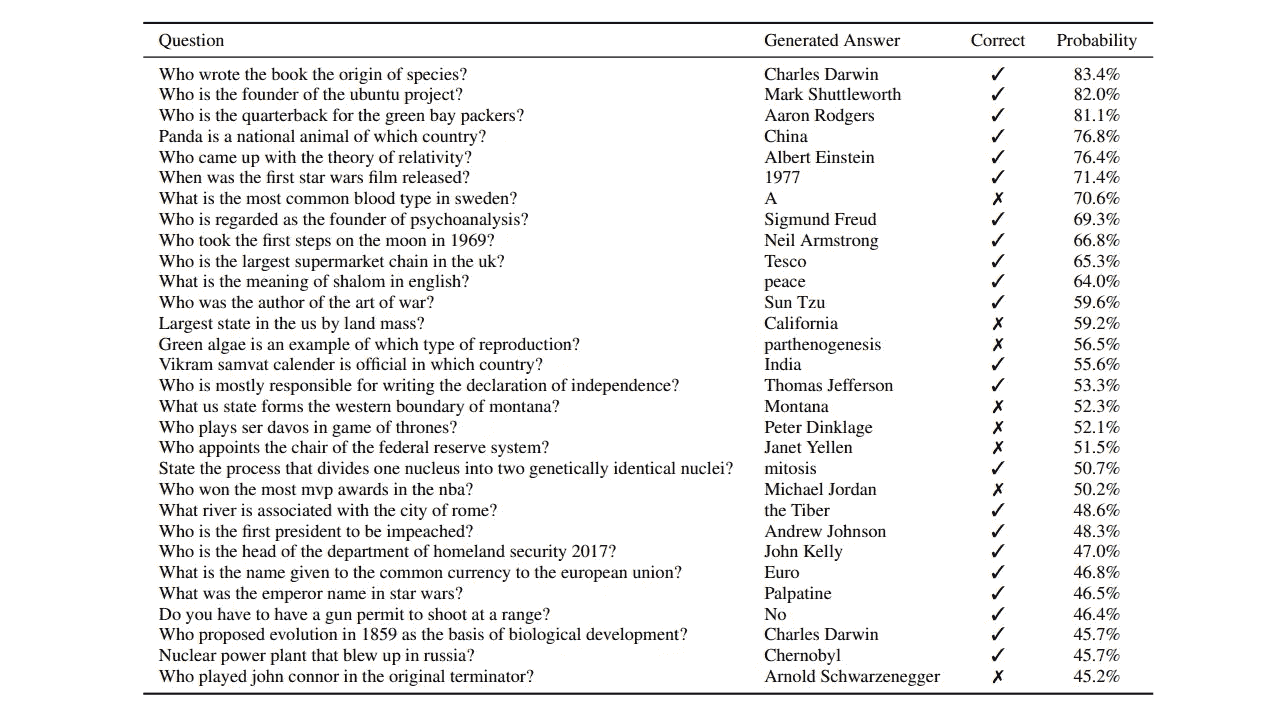 Question Generated Answer Correct Probability
Who wrote the book the origin of species? Charles Darwin ✓ 83.4%
Who is the founder of the ubuntu project? Mark Shuttleworth ✓ 82.0%
Who is the quarterback for the green bay packers? Aaron Rodgers ✓ 81.1%
Panda is a national animal of which country? China ✓ 76.8%
Who came up with the theory of relativity? Albert Einstein ✓ 76.4%
When was the first star wars film released? 1977 ✓ 71.4%
What is the most common blood type in sweden? A ✗ 70.6%
Who is regarded as the founder of psychoanalysis? Sigmund Freud ✓ 69.3%
Who took the first steps on the moon in 1969? Neil Armstrong ✓ 66.8%
Who is the largest supermarket chain in the uk? Tesco ✓ 65.3%
What is the meaning of shalom in english? peace ✓ 64.0%
Who was the author of the art of war? Sun Tzu ✓ 59.6%
Largest state in the us by land mass? California ✗ 59.2%
Green algae is an example of which type of reproduction? parthenogenesis ✗ 56.5%
Vikram samvat calender is official in which country? India ✓ 55.6%
Who is mostly responsible for writing the declaration of independence? Thomas Jefferson ✓ 53.3%
What us state forms the western boundary of montana? Montana ✗ 52.3%
Who plays ser davos in game of thrones? Peter Dinklage ✗ 52.1%
Who appoints the chair of the federal reserve system? Janet Yellen ✗ 51.5%
State the process that divides one nucleus into two genetically identical nuclei? mitosis ✓ 50.7%
Who won the most mvp awards in the nba? Michael Jordan ✗ 50.2%
What river is associated with the city of rome? the Tiber ✓ 48.6%
Who is the first president to be impeached? Andrew Johnson ✓ 48.3%
Who is the head of the department of homeland security 2017? John Kelly ✓ 47.0%
What is the name given to the common currency to the european union? Euro ✓ 46.8%
What was the emperor name in star wars? Palpatine ✓ 46.5%
Do you have to have a gun permit to shoot at a range? No ✓ 46.4%
Who proposed evolution in 1859 as the basis of biological development? Charles Darwin ✓ 45.7%
Nuclear power plant that blew up in russia? Chernobyl ✓ 45.7%
Who played john connor in the original terminator? Arnold Schwarzenegger ✗ 45.2%